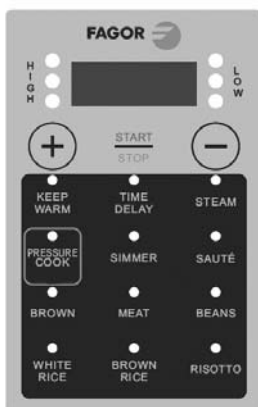 FAGOR
HIGH
LOW
+
START
STOP
−
KEEP
WARM
TIME
DELAY
STEAM
PRESSURE
COOK
SIMMER
SAUTÉ
BROWN
MEAT
BEANS
WHITE
RICE
BROWN
RICE
RISOTTO